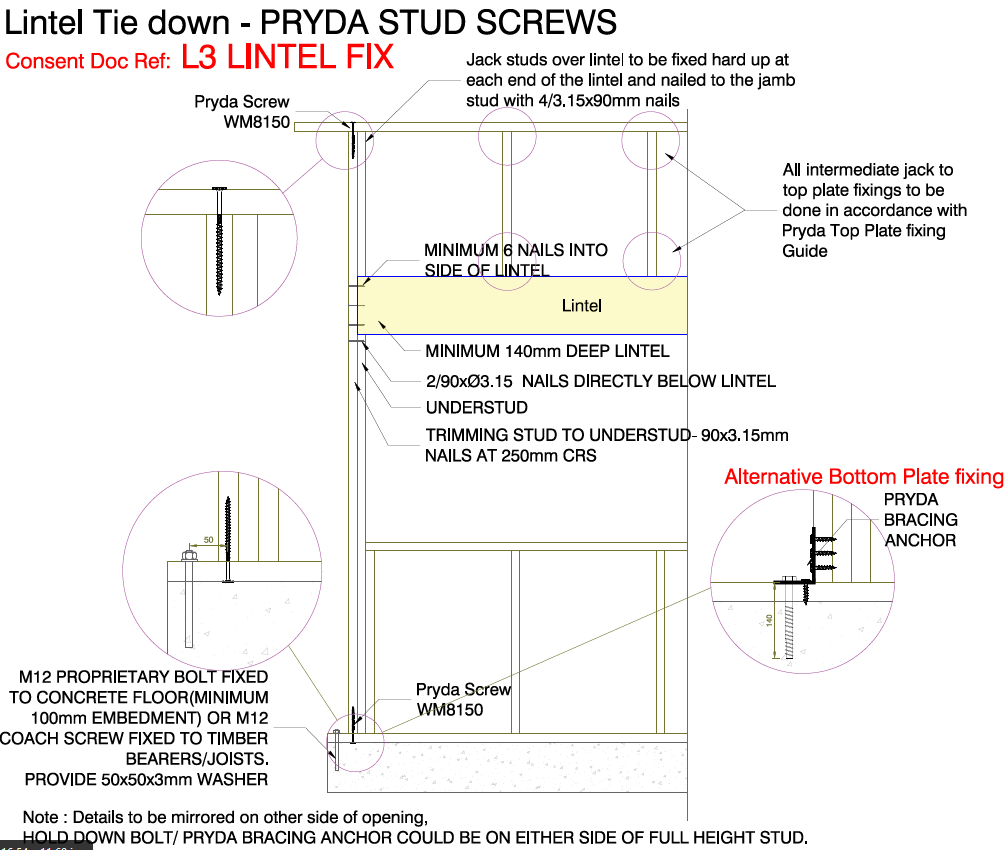 Lintel Tie down - PRYDA STUD SCREWS
Consent Doc Ref: L3 LINTEL FIX
Jack studs over lintel to be fixed hard up at
each end of the lintel and nailed to the jamb
stud with 4/3.15x90mm nails
Pryda Screw
WM8150
All intermediate jack to
top plate fixings to be
done in accordance with
Pryda Top Plate fixing
Guide
MINIMUM 6 NAILS INTO
SIDE OF LINTEL
Lintel
MINIMUM 140mm DEEP LINTEL
2/90xØ3.15 NAILS DIRECTLY BELOW LINTEL
UNDERSTUD
TRIMMING STUD TO UNDERSTUD- 90x3.15mm
NAILS AT 250mm CRS
Alternative Bottom Plate fixing
PRYDA
BRACING
ANCHOR
50
140
M12 PROPRIETARY BOLT FIXED
TO CONCRETE FLOOR(MINIMUM
100mm EMBEDMENT) OR M12
COACH SCREW FIXED TO TIMBER
BEARERS/JOISTS.
PROVIDE 50x50x3mm WASHER
Pryda Screw
WM8150
Note : Details to be mirrored on other side of opening,
HOLD DOWN BOLT/ PRYDA BRACING ANCHOR COULD BE ON EITHER SIDE OF FULL HEIGHT STUD.